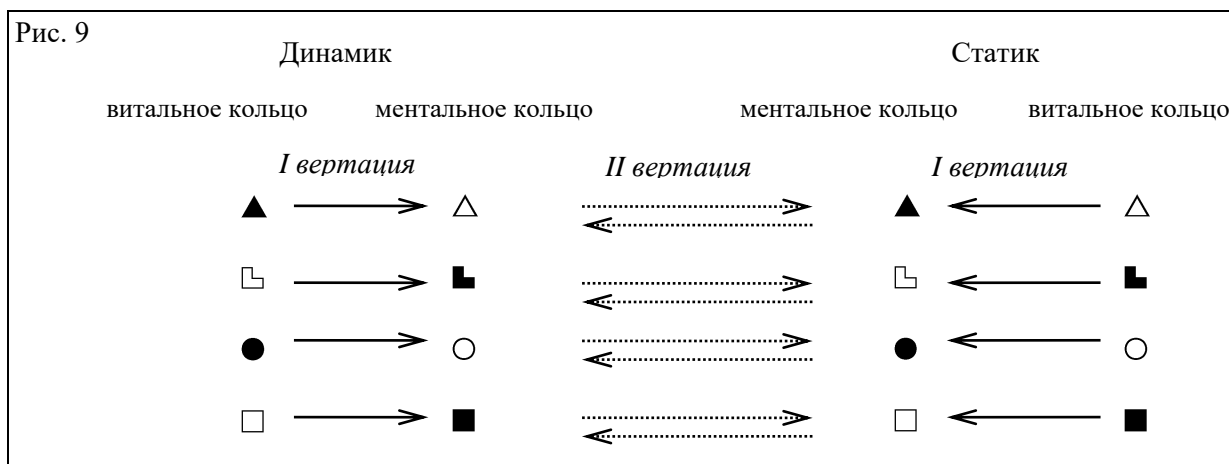 Рис. 9
Динамик Статик
витальное кольцо ментальное кольцо ментальное кольцо витальное кольцо
I вертация II вертация I вертация